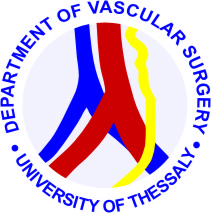 DEPARTMENT OF VASCULAR SURGERY
• UNIVERSITY OF THESSALY •